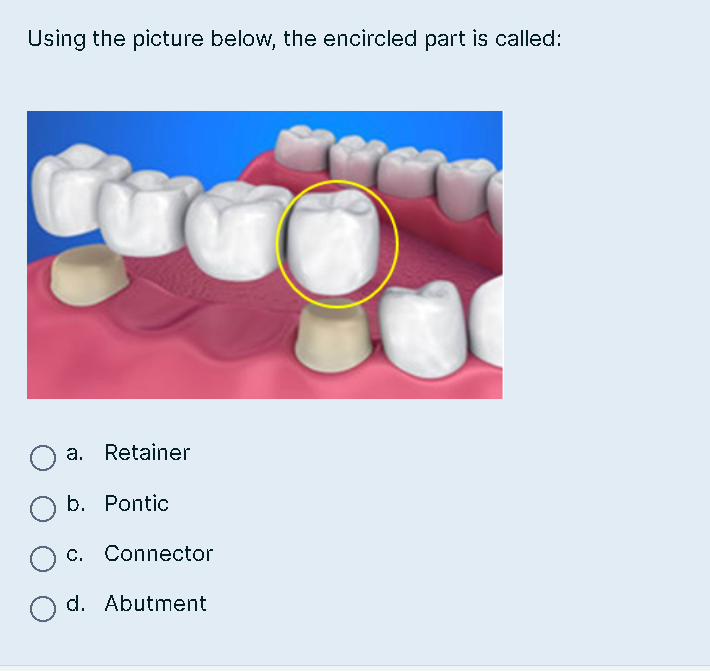 Using the picture below, the encircled part is called:
a. Retainer
b. Pontic
c. Connector
d. Abutment